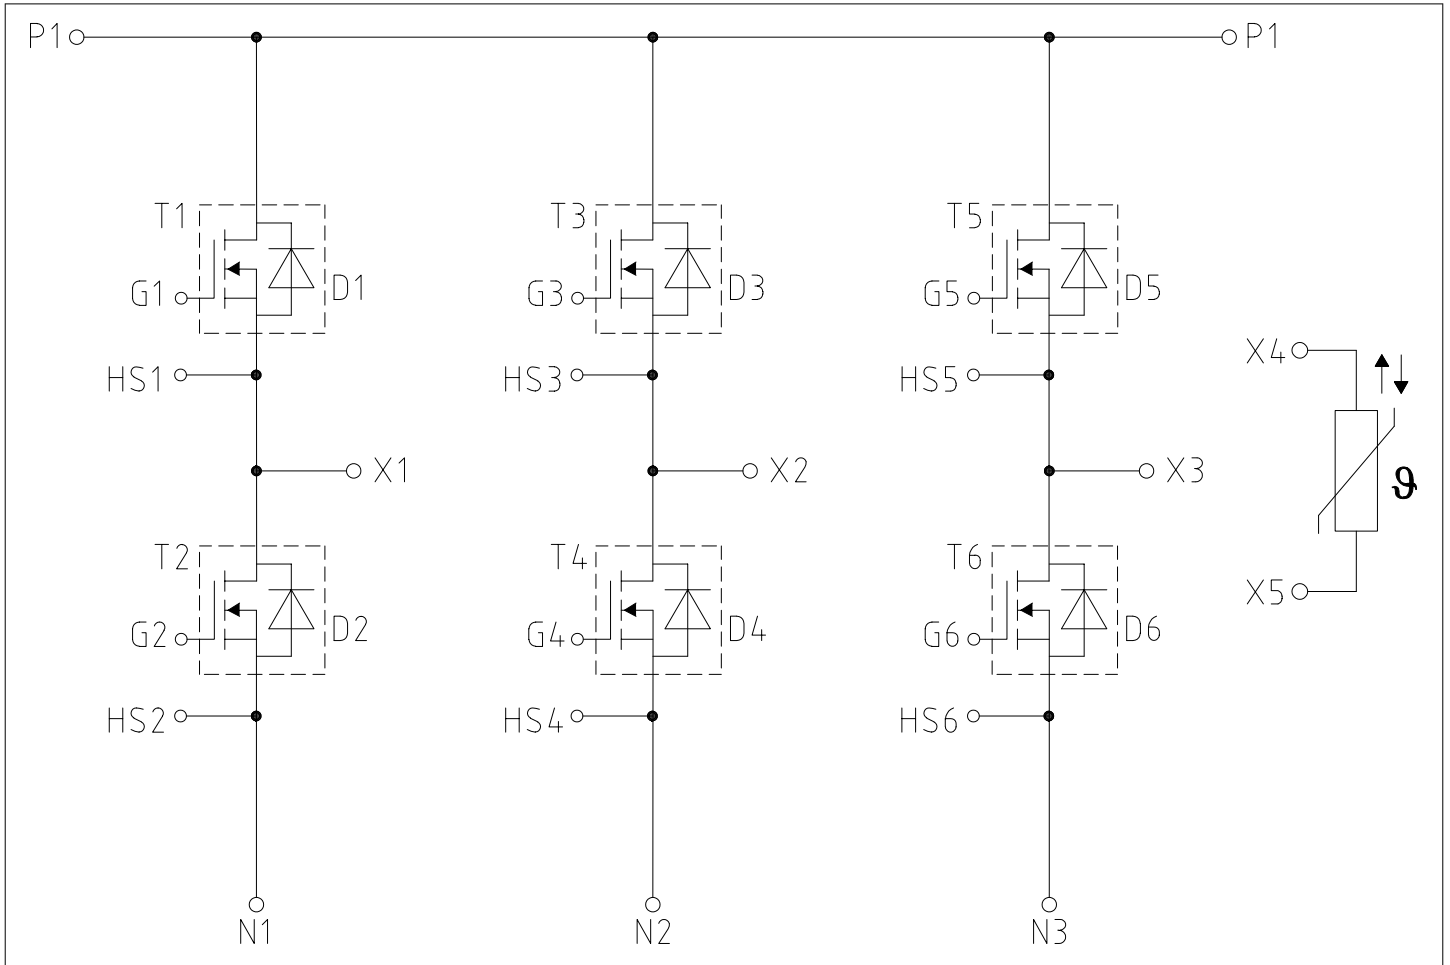 P1 P1
T1 T3 T5
G1 D1 G3 D3 G5 D5
HS1 HS3 HS5 X4
X1 X2 X3 ϑ
T2 T4 T6
X5
G2 D2 G4 D4 G6 D6
HS2 HS4 HS6
N1 N2 N3